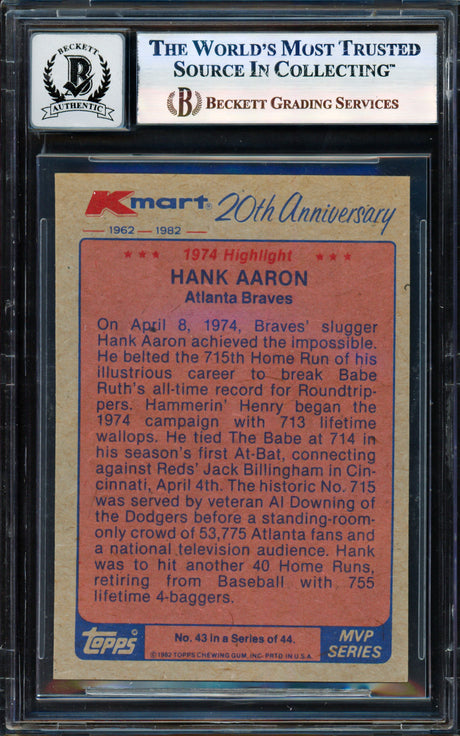 BECKETT
B
AUTHENTIC
THE WORLD'S MOST TRUSTED
SOURCE IN COLLECTING™
B BECKETT GRADING SERVICES
Kmart® 20th Anniversary
1962 — 1982
★★★ 1974 Highlight ★★★
HANK AARON
Atlanta Braves
On April 8, 1974, Braves' slugger
Hank Aaron achieved the impossible.
He belted the 715th Home Run of his
illustrious career to break Babe
Ruth's all-time record for Roundtrip-
pers. Hammerin' Henry began the
1974 campaign with 713 lifetime
wallops. He tied The Babe at 714 in
his season's first At-Bat, connecting
against Reds' Jack Billingham in Cin-
cinnati, April 4th. The historic No. 715
was served by veteran Al Downing of
the Dodgers before a standing-room-
only crowd of 53,775 Atlanta fans and
a national television audience. Hank
was to hit another 40 Home Runs,
retiring from Baseball with 755
lifetime 4-baggers.
topps®
No. 43 in a Series of 44.
©1982 TOPPS CHEWING GUM, INC. PRTD IN U.S.A.
MVP
SERIES